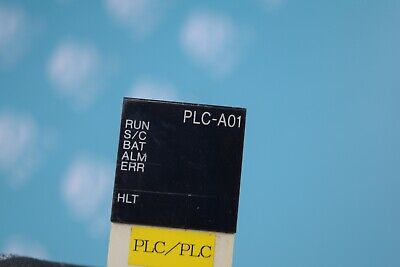 PLC-A01
RUN
S/C
BAT
ALM
ERR
HLT
PLC/PLC